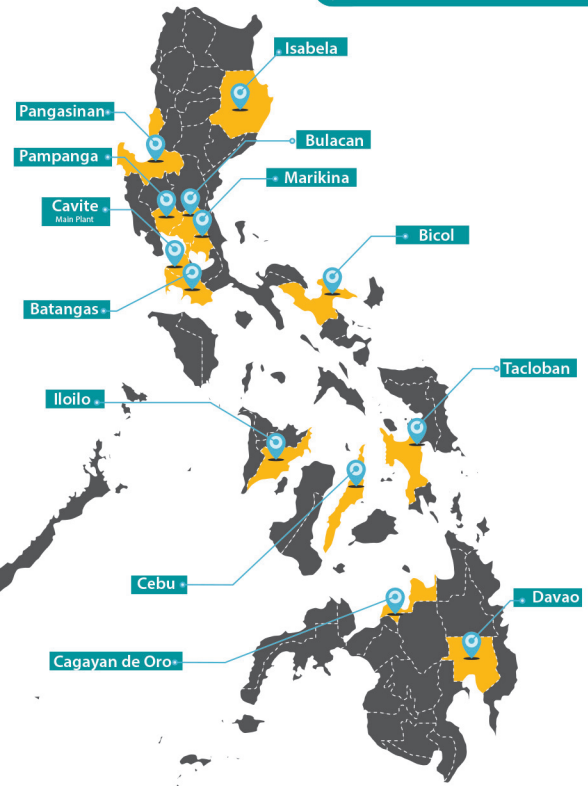 Isabela
Pangasinan
Bulacan
Pampanga
Marikina
Cavite
Main Plant
Bicol
Batangas
Tacloban
Iloilo
Cebu
Davao
Cagayan de Oro